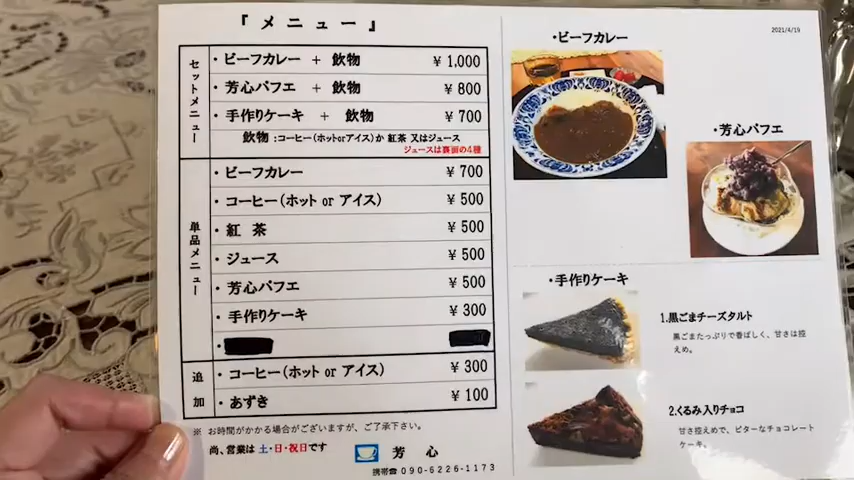 『 メ ニ ュ ー 』
セットメニュー
・ビーフカレー + 飲物 ¥1,000
・芳心パフエ + 飲物 ¥800
・手作りケーキ + 飲物 ¥700
飲物:コーヒー(ホットorアイス)か 紅茶 又はジュース
ジュースは裏面の4種
単品メニュー
・ビーフカレー ¥700
・コーヒー(ホット or アイス) ¥500
・紅 茶 ¥500
・ジュース ¥500
・芳心パフエ ¥500
・手作りケーキ ¥300
・
追加
・コーヒー(ホット or アイス) ¥300
・あずき ¥100
※ お時間がかかる場合がございますが、ご了承下さい。
尚、営業は 土・日・祝日です
芳 心
携帯☎ 090-6226-1173
2021/4/19
・ビーフカレー
・芳心パフエ
・手作りケーキ
1.黒ごまチーズタルト
黒ごまたっぷりで香ばしく、甘さは控
えめ。
2.くるみ入りチョコ
甘さ控えめで、ビターなチョコレート
ケーキ。